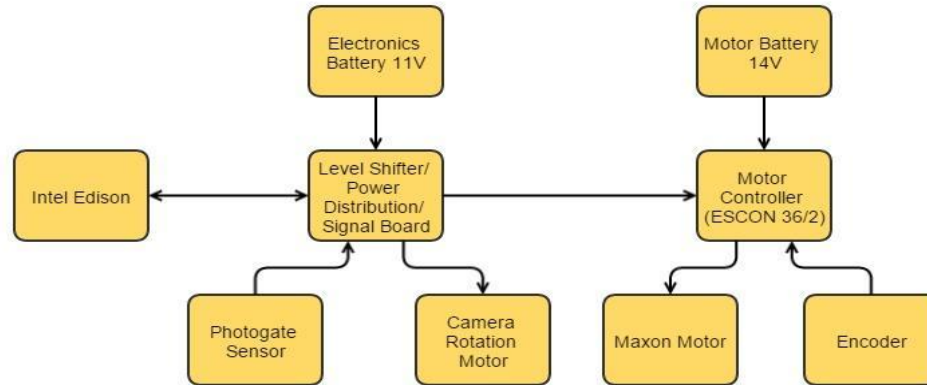 Electronics
Battery 11V
Motor Battery
14V
Intel Edison
Level Shifter/
Power
Distribution/
Signal Board
Motor
Controller
(ESCON 36/2)
Photogate
Sensor
Camera
Rotation
Motor
Maxon Motor
Encoder